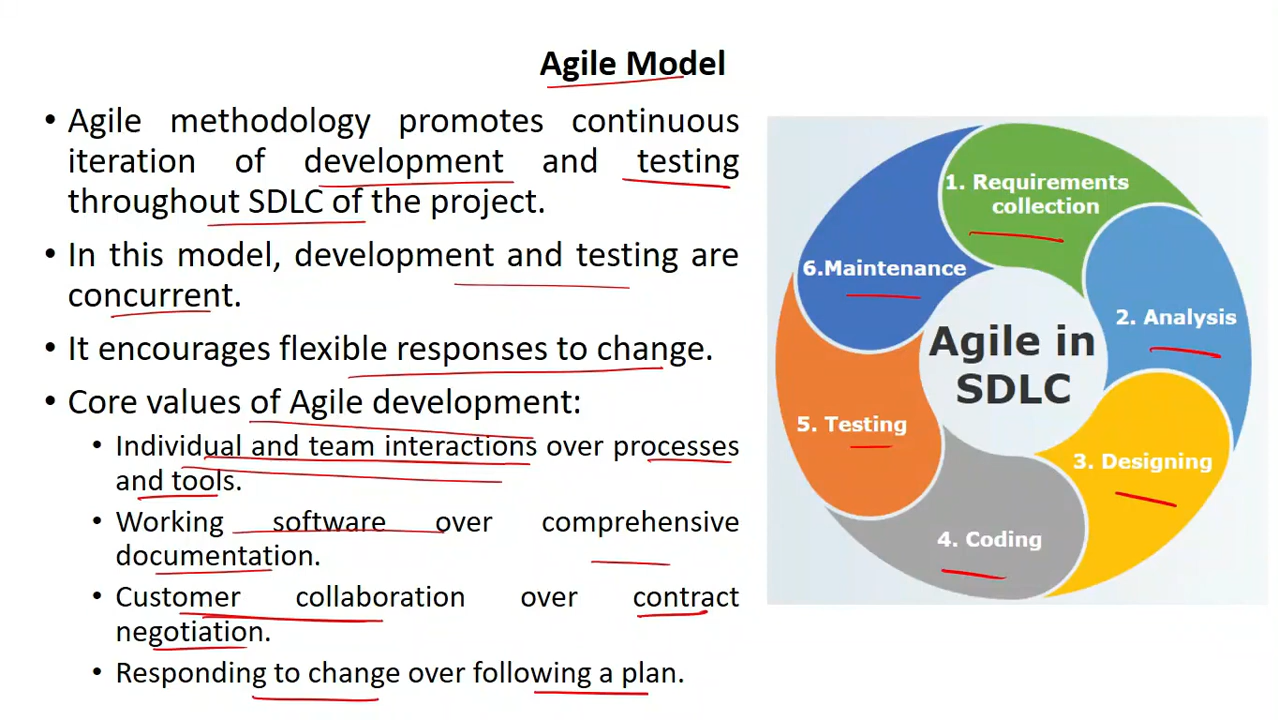 Agile Model
• Agile methodology promotes continuous
iteration of development and testing
throughout SDLC of the project.
• In this model, development and testing are
concurrent.
• It encourages flexible responses to change.
• Core values of Agile development:
• Individual and team interactions over processes
and tools.
• Working software over comprehensive
documentation.
• Customer collaboration over contract
negotiation.
• Responding to change over following a plan.
1. Requirements
collection
2. Analysis
3. Designing
4. Coding
5. Testing
6.Maintenance
Agile in
SDLC